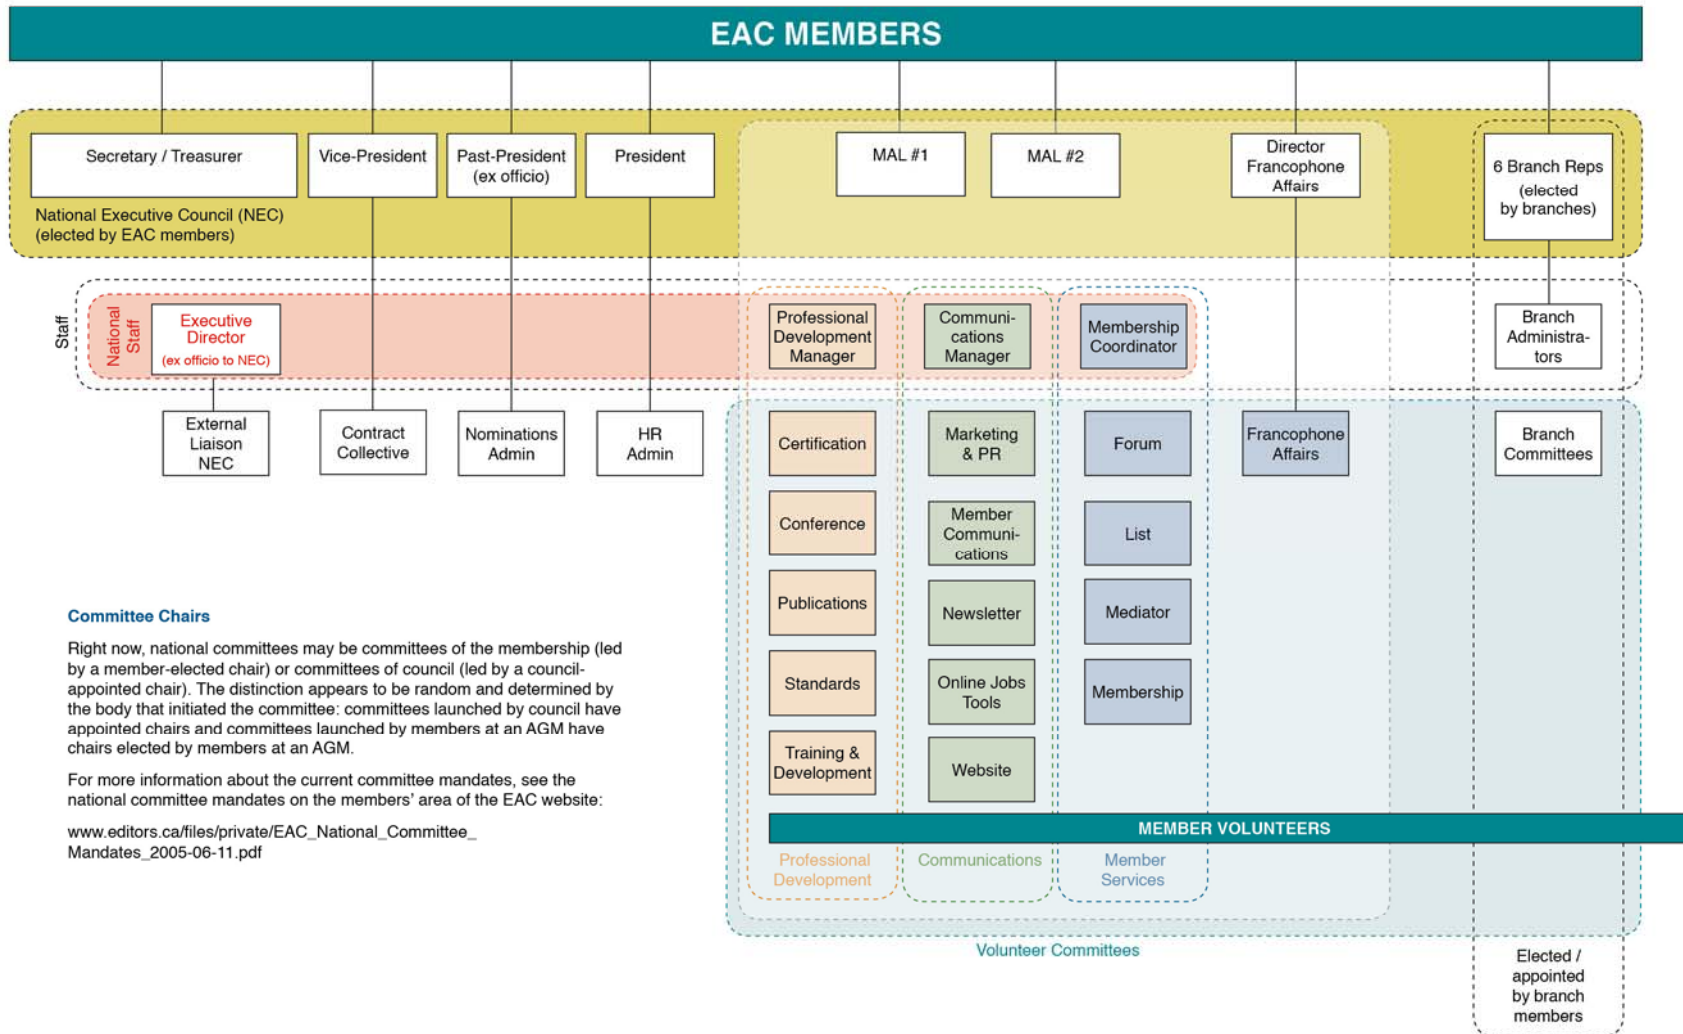 EAC MEMBERS
Secretary / Treasurer
Vice-President
Past-President
(ex officio)
President
MAL #1
MAL #2
Director
Francophone
Affairs
6 Branch Reps
(elected
by branches)
National Executive Council (NEC)
(elected by EAC members)
Staff
National
Staff
Executive
Director
(ex officio to NEC)
Professional
Development
Manager
Communi-
cations
Manager
Membership
Coordinator
Branch
Administra-
tors
External
Liaison
NEC
Contract
Collective
Nominations
Admin
HR
Admin
Certification
Marketing
& PR
Forum
Francophone
Affairs
Branch
Committees
Conference
Member
Communi-
cations
List
Publications
Newsletter
Mediator
Standards
Online Jobs
Tools
Membership
Training &
Development
Website
Committee Chairs
Right now, national committees may be committees of the membership (led
by a member-elected chair) or committees of council (led by a council-
appointed chair). The distinction appears to be random and determined by
the body that initiated the committee: committees launched by council have
appointed chairs and committees launched by members at an AGM have
chairs elected by members at an AGM.
For more information about the current committee mandates, see the
national committee mandates on the members' area of the EAC website:
www.editors.ca/files/private/EAC_National_Committee_
Mandates_2005-06-11.pdf
MEMBER VOLUNTEERS
Professional
Development
Communications
Member
Services
Volunteer Committees
Elected /
appointed
by branch
members